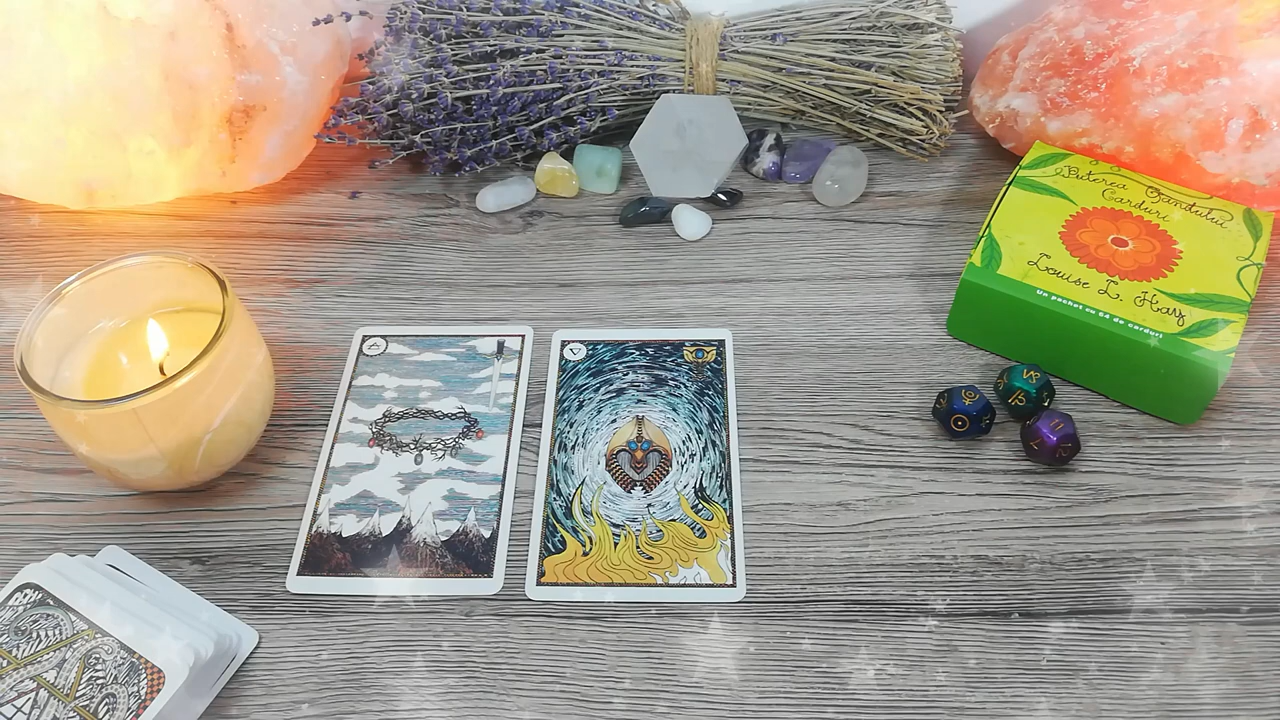 Puterea Gândului
Carduri
Louise L. Hay
Un pachet cu 64 de carduri
A
V